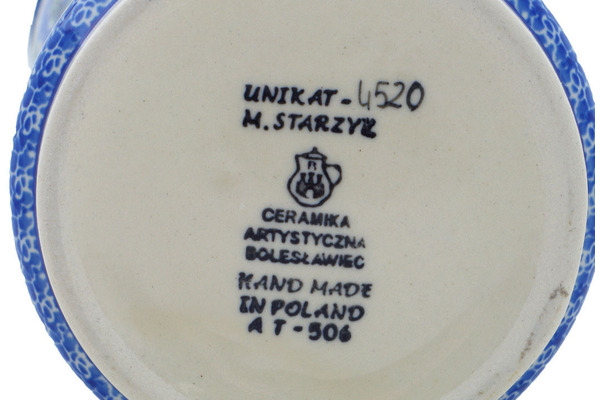 UNIKAT-4520
M. STARZYK
CERAMIKA
ARTYSTYCZNA
BOLESŁAWIEC
HAND MADE
IN POLAND
A T-506